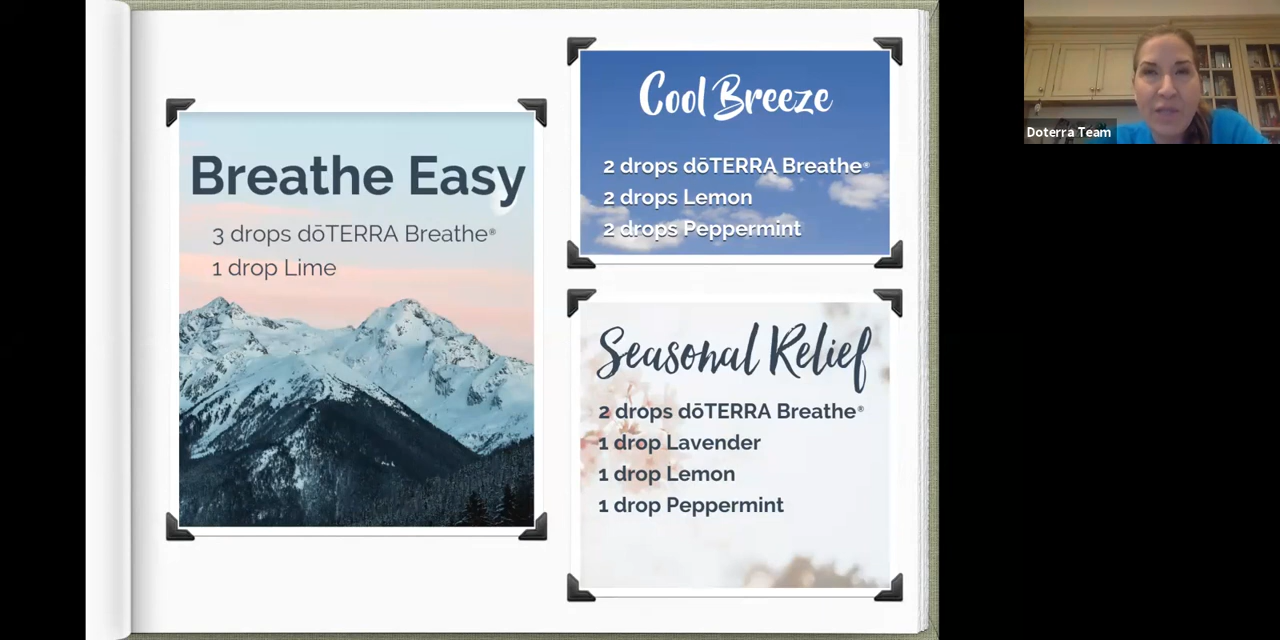 Breathe Easy
3 drops dōTERRA Breathe®
1 drop Lime
Cool Breeze
2 drops dōTERRA Breathe®
2 drops Lemon
2 drops Peppermint
Seasonal Relief
2 drops dōTERRA Breathe®
1 drop Lavender
1 drop Lemon
1 drop Peppermint
Doterra Team